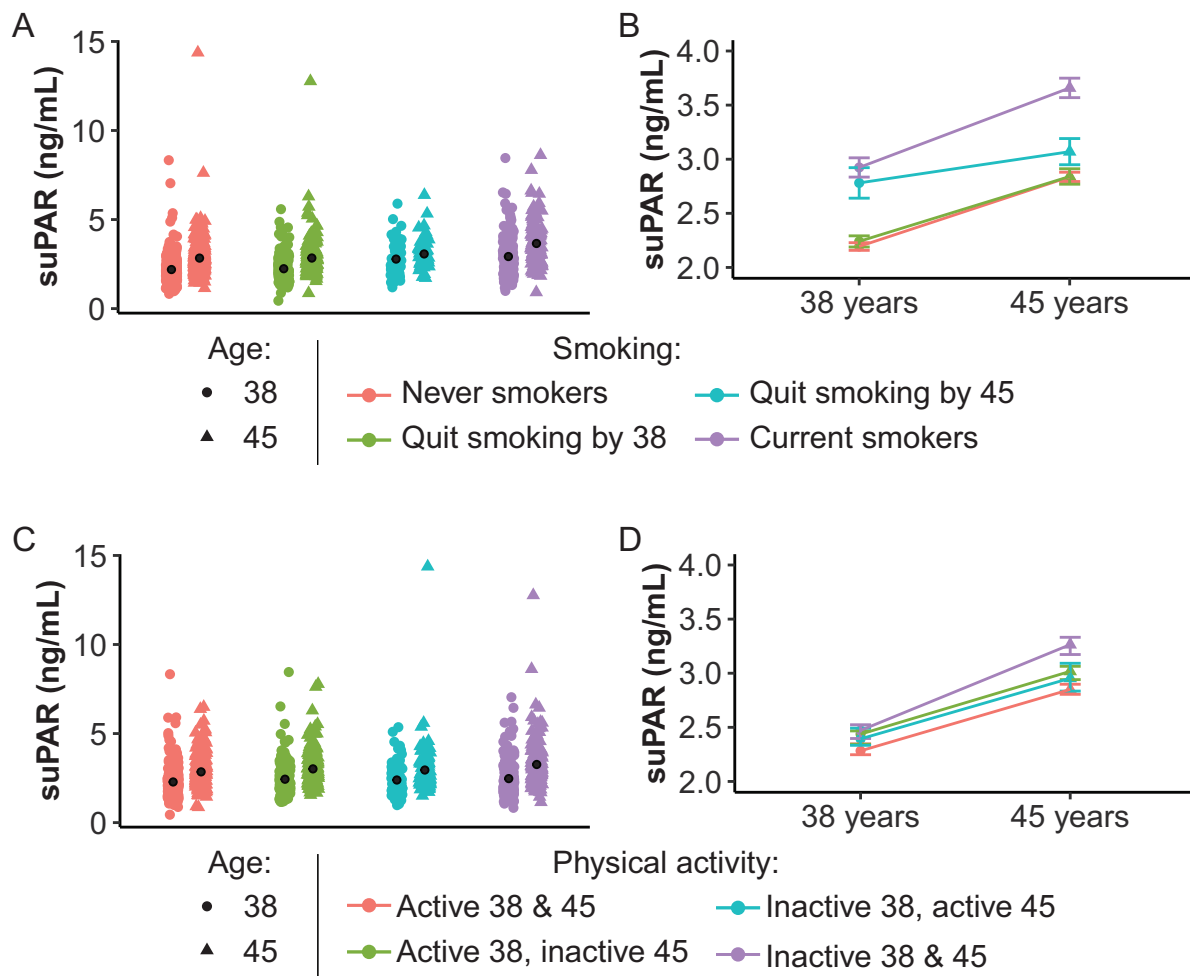 A
B
suPAR (ng/mL)
15
10
5
0
suPAR (ng/mL)
4.0
3.5
3.0
2.5
2.0
38 years 45 years
Age: Smoking:
38 Never smokers Quit smoking by 45
45 Quit smoking by 38 Current smokers
C
D
suPAR (ng/mL)
15
10
5
0
suPAR (ng/mL)
4.0
3.5
3.0
2.5
2.0
38 years 45 years
Age: Physical activity:
38 Active 38 & 45 Inactive 38, active 45
45 Active 38, inactive 45 Inactive 38 & 45